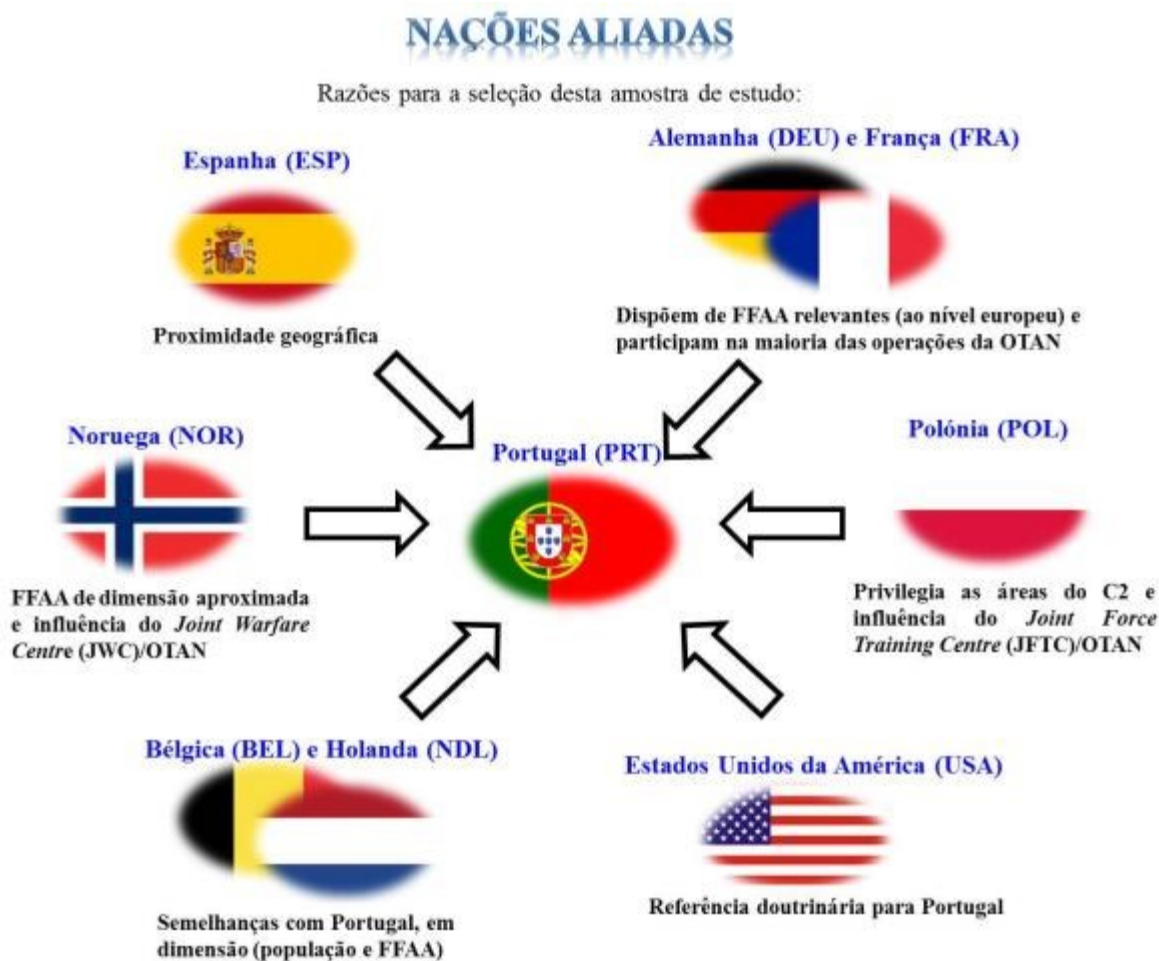 NAÇÕES ALIADAS
Razões para a seleção desta amostra de estudo:
Espanha (ESP)
Proximidade geográfica
Alemanha (DEU) e França (FRA)
Dispõem de FFAA relevantes (ao nível europeu) e
participam na maioria das operações da OTAN
Noruega (NOR)
FFAA de dimensão aproximada
e influência do Joint Warfare
Centre (JWC)/OTAN
Portugal (PRT)
Polónia (POL)
Privilegia as áreas do C2 e
influência do Joint Force
Training Centre (JFTC)/OTAN
Bélgica (BEL) e Holanda (NDL)
Semelhanças com Portugal, em
dimensão (população e FFAA)
Estados Unidos da América (USA)
Referência doutrinária para Portugal